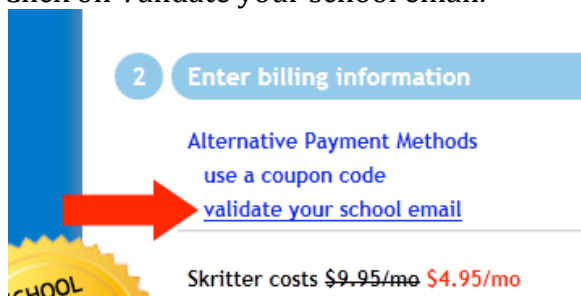 Click on Validate your school email.
2 Enter billing information
Alternative Payment Methods
use a coupon code
validate your school email
SCHOOL
Skritter costs $9.95/mo $4.95/mo